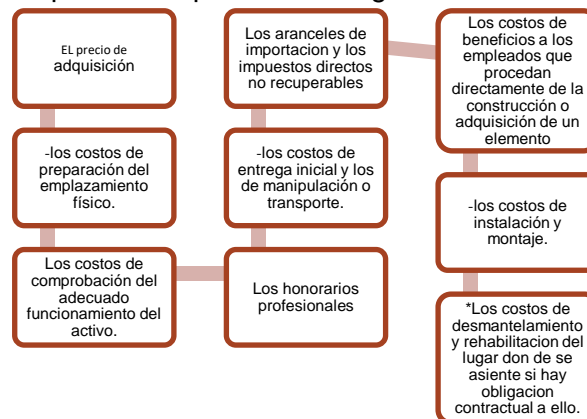 EL precio de
adquisición
-los costos de
preparación del
emplazamiento
físico.
Los costos de
comprobación del
adecuado
funcionamiento del
activo.
Los honorarios
profesionales
-los costos de
entrega inicial y los
de manipulación o
transporte.
Los aranceles de
importacion y los
impuestos directos
no recuperables
Los costos de
beneficios a los
empleados que
procedan
directamente de la
construcción o
adquisición de un
elemento
-los costos de
instalación y
montaje.
*Los costos de
desmantelamiento
y rehabilitacion del
lugar don de se
asiente si hay
obligacion
contractual a ello.